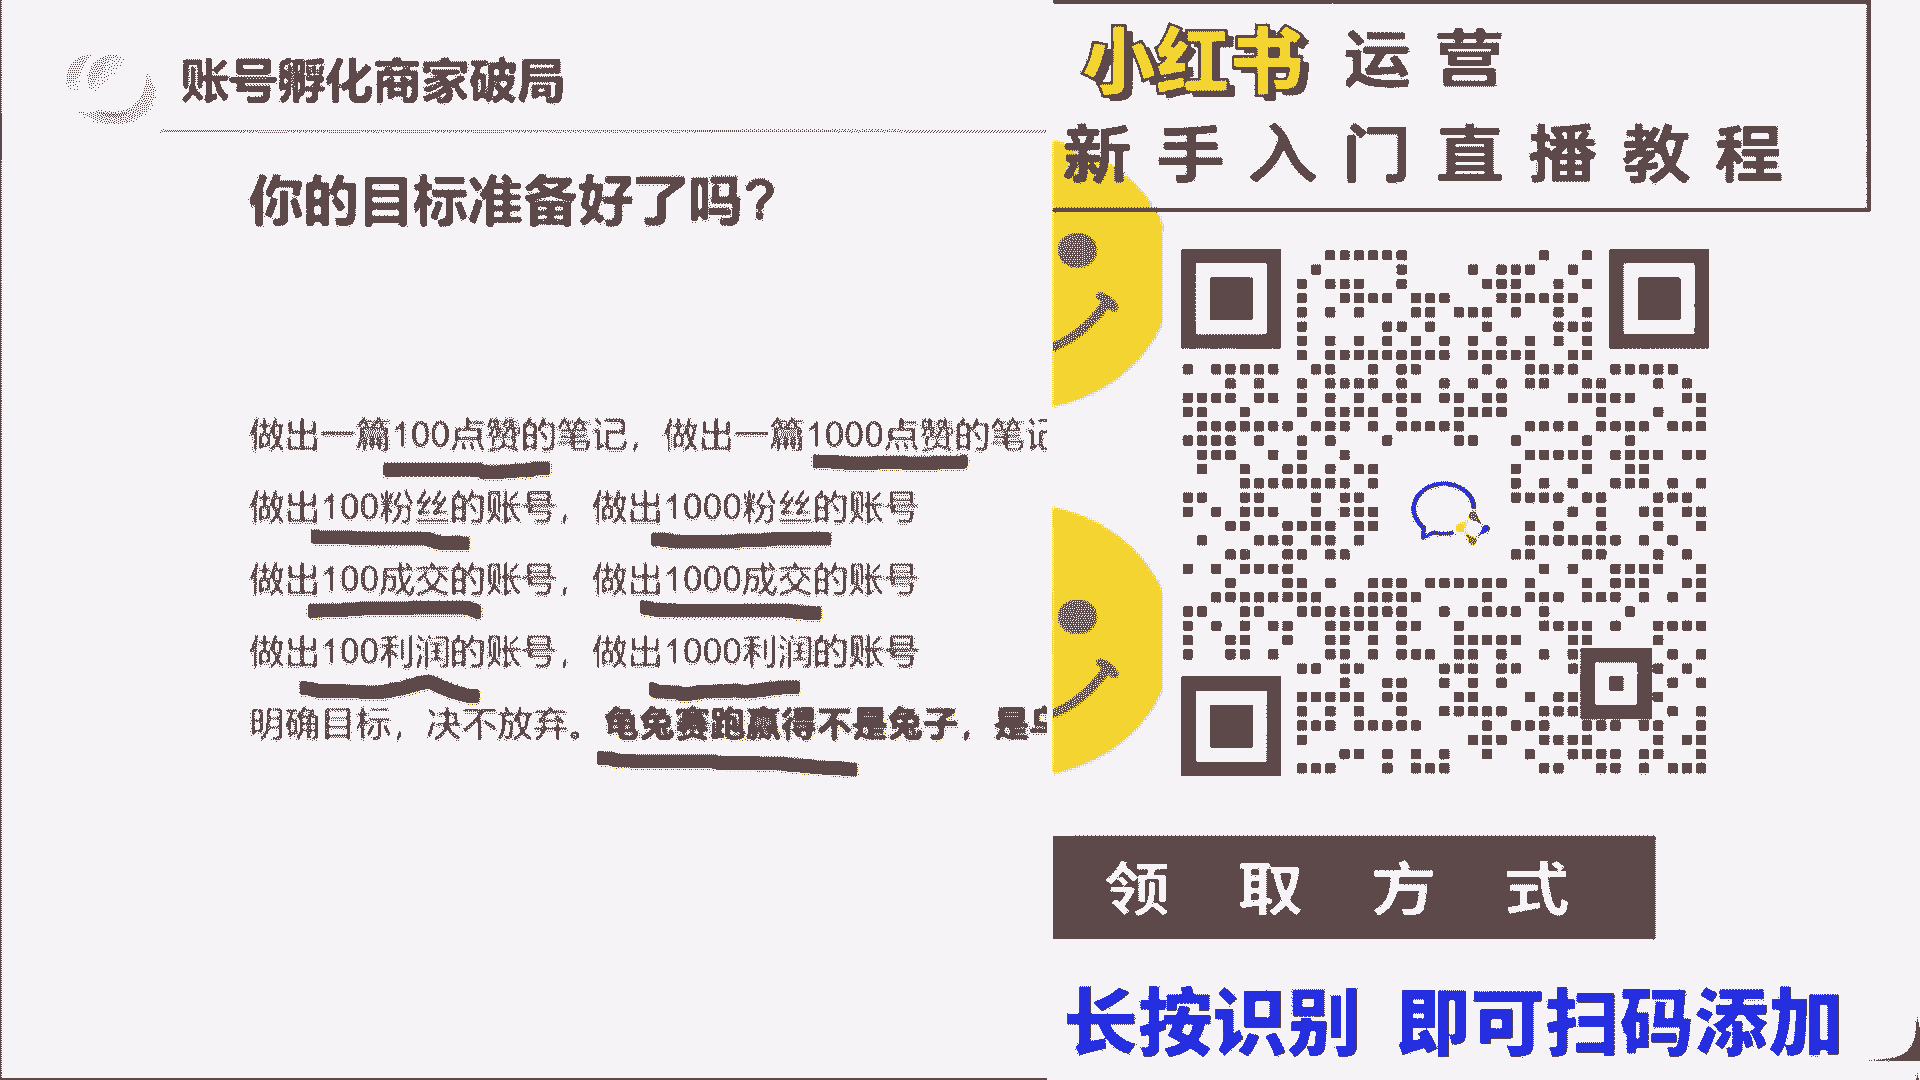 账号孵化商家破局
你的目标准备好了吗?
做出一篇100点赞的笔记，做出一篇1000点赞的笔记
做出100粉丝的账号，做出1000粉丝的账号
做出100成交的账号，做出1000成交的账号
做出100利润的账号，做出1000利润的账号
明确目标，决不放弃。龟兔赛跑赢得不是兔子，是
小红书 运营
新手入门直播教程
领取方式
长按识别 即可扫码添加